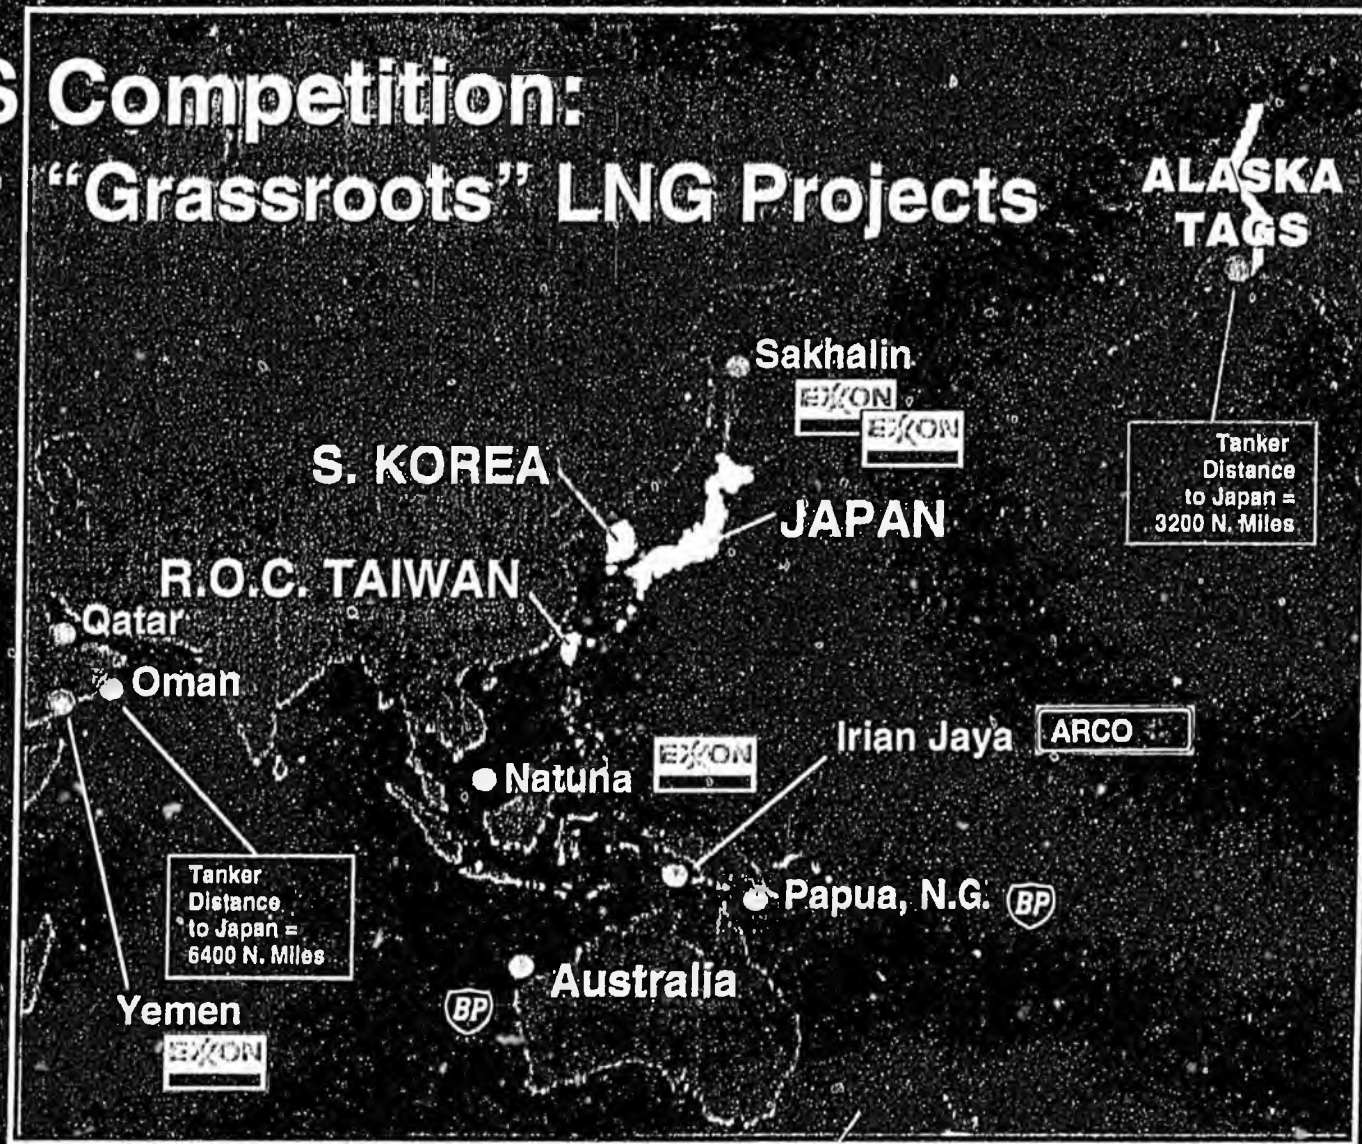 S Competition:
"Grassroots" LNG Projects
ALASKA
TAGS
Sakhalin
EXXON
EXXON
Tanker
Distance
to Japan =
3200 N. Miles
S. KOREA
JAPAN
R.O.C. TAIWAN
Qatar
Oman
Irian Jaya
ARCO
EXXON
Natuna
Tanker
Distance
to Japan =
6400 N. Miles
Papua, N.G.
BP
Australia
BP
Yemen
EXXON